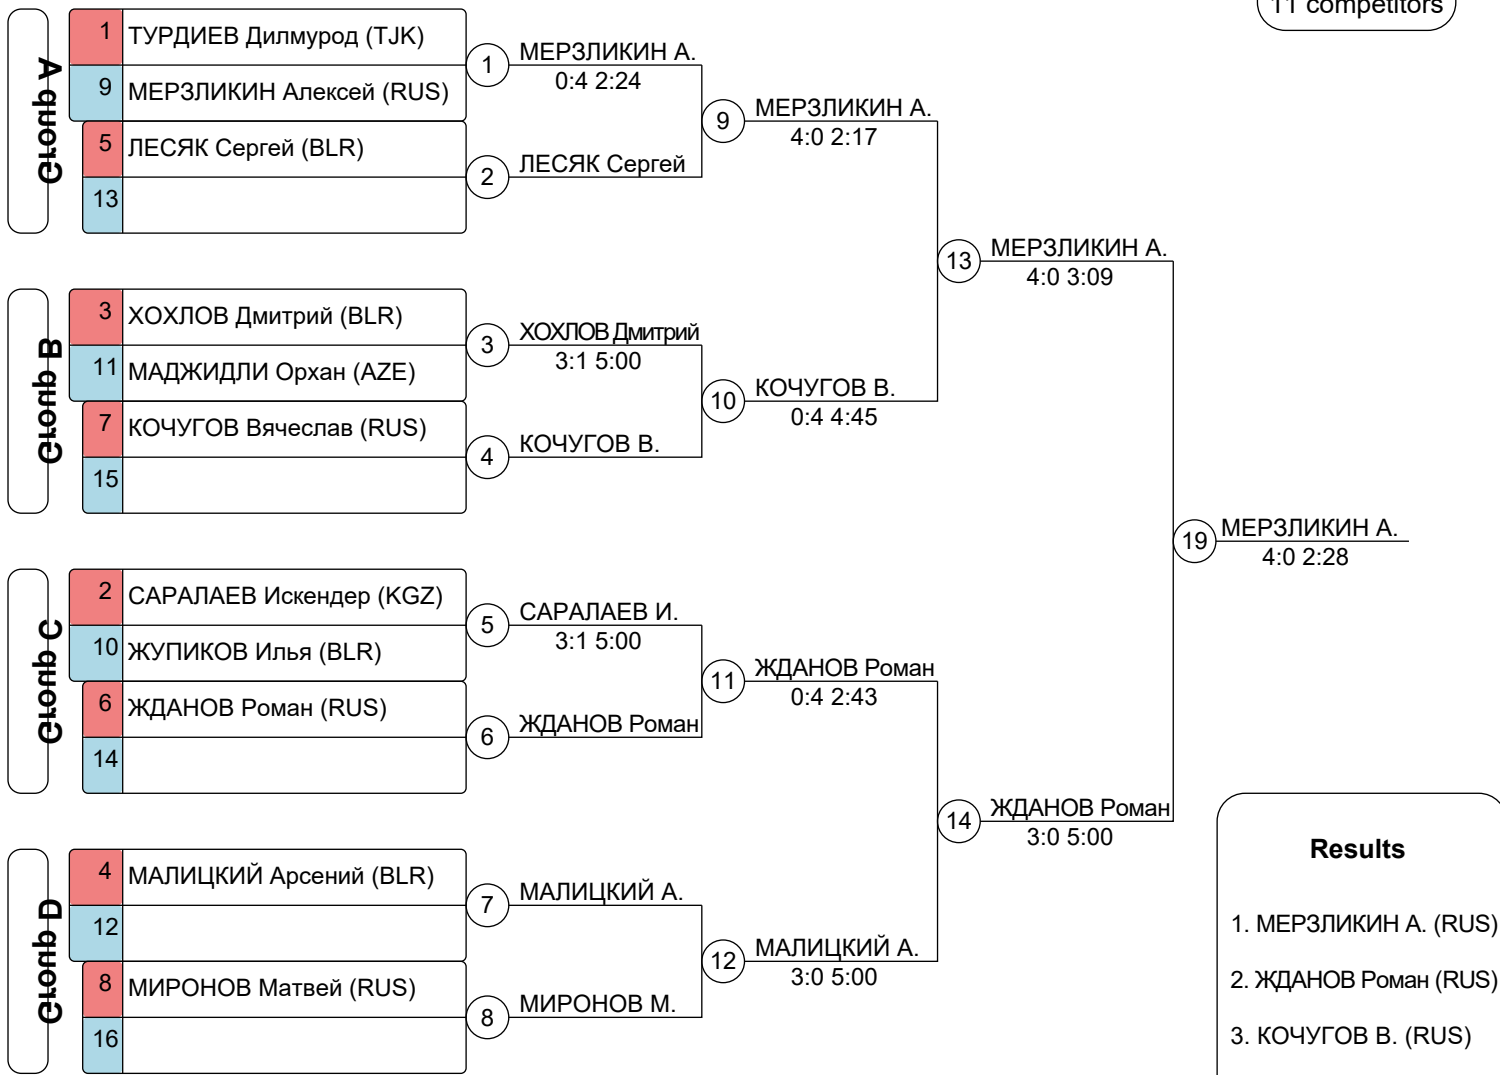 11 competitors
Group A
1 ТУРДИЕВ Дилмурод (TJK)
9 МЕРЗЛИКИН Алексей (RUS)
5 ЛЕСЯК Сергей (BLR)
13
1 МЕРЗЛИКИН А.
0:4 2:24
2 ЛЕСЯК Сергей
9 МЕРЗЛИКИН А.
4:0 2:17
Group B
3 ХОХЛОВ Дмитрий (BLR)
11 МАДЖИДЛИ Орхан (AZE)
7 КОЧУГОВ Вячеслав (RUS)
15
3 ХОХЛОВ Дмитрий
3:1 5:00
4 КОЧУГОВ В.
10 КОЧУГОВ В.
0:4 4:45
13 МЕРЗЛИКИН А.
4:0 3:09
Group C
2 САРАЛАЕВ Искендер (KGZ)
10 ЖУПИКОВ Илья (BLR)
6 ЖДАНОВ Роман (RUS)
14
5 САРАЛАЕВ И.
3:1 5:00
6 ЖДАНОВ Роман
11 ЖДАНОВ Роман
0:4 2:43
Group D
4 МАЛИЦКИЙ Арсений (BLR)
12
8 МИРОНОВ Матвей (RUS)
16
7 МАЛИЦКИЙ А.
8 МИРОНОВ М.
12 МАЛИЦКИЙ А.
3:0 5:00
14 ЖДАНОВ Роман
3:0 5:00
19 МЕРЗЛИКИН А.
4:0 2:28
Results
1. МЕРЗЛИКИН А. (RUS)
2. ЖДАНОВ Роман (RUS)
3. КОЧУГОВ В. (RUS)